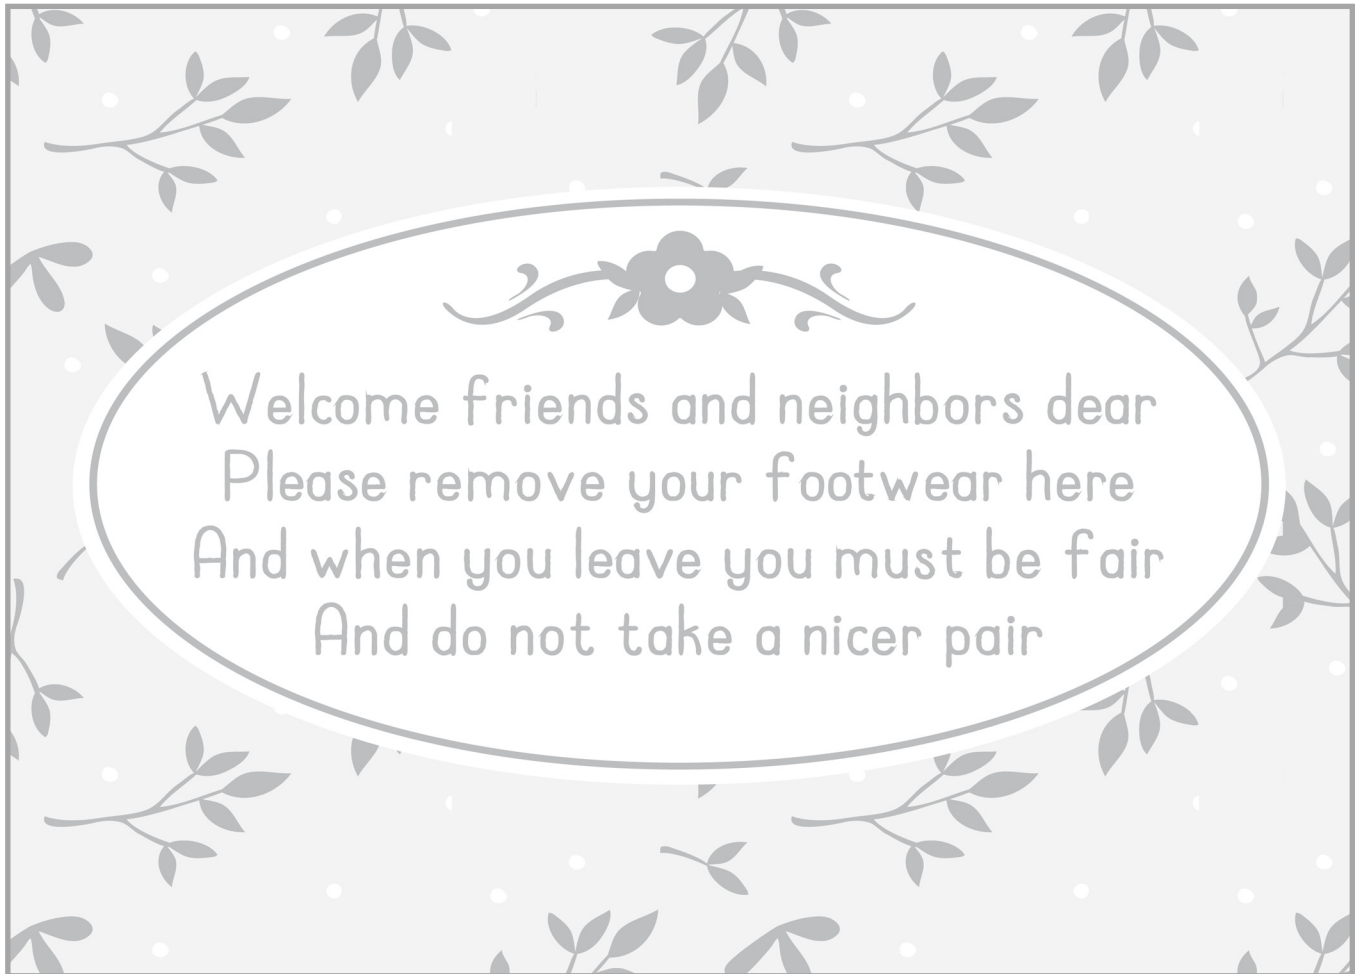 Welcome friends and neighbors dear
Please remove your footwear here
And when you leave you must be fair
And do not take a nicer pair